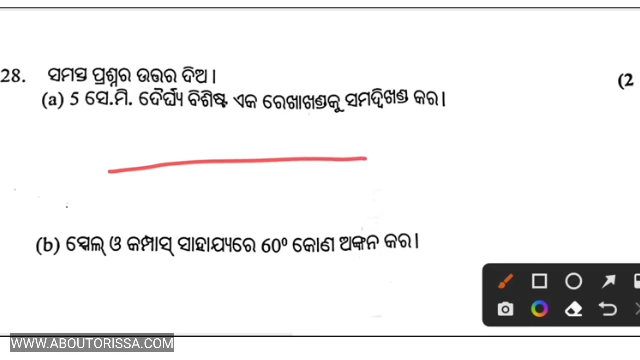 28. ସମସ୍ତ ପ୍ରଶ୍ନର ଉତ୍ତର ଦିଅ । (2
(a) 5 ସେ.ମି. ଦୈର୍ଘ୍ୟ ବିଶିଷ୍ଟ ଏକ ରେଖାଖଣ୍ଡକୁ ସମଦ୍ୱିଖଣ୍ଡ କର ।
(b) ସ୍କେଲ୍ ଓ କମ୍ପାସ୍ ସାହାଯ୍ୟରେ 60⁰ କୋଣ ଅଙ୍କନ କର ।
WWW.ABOUTORISSA.COM